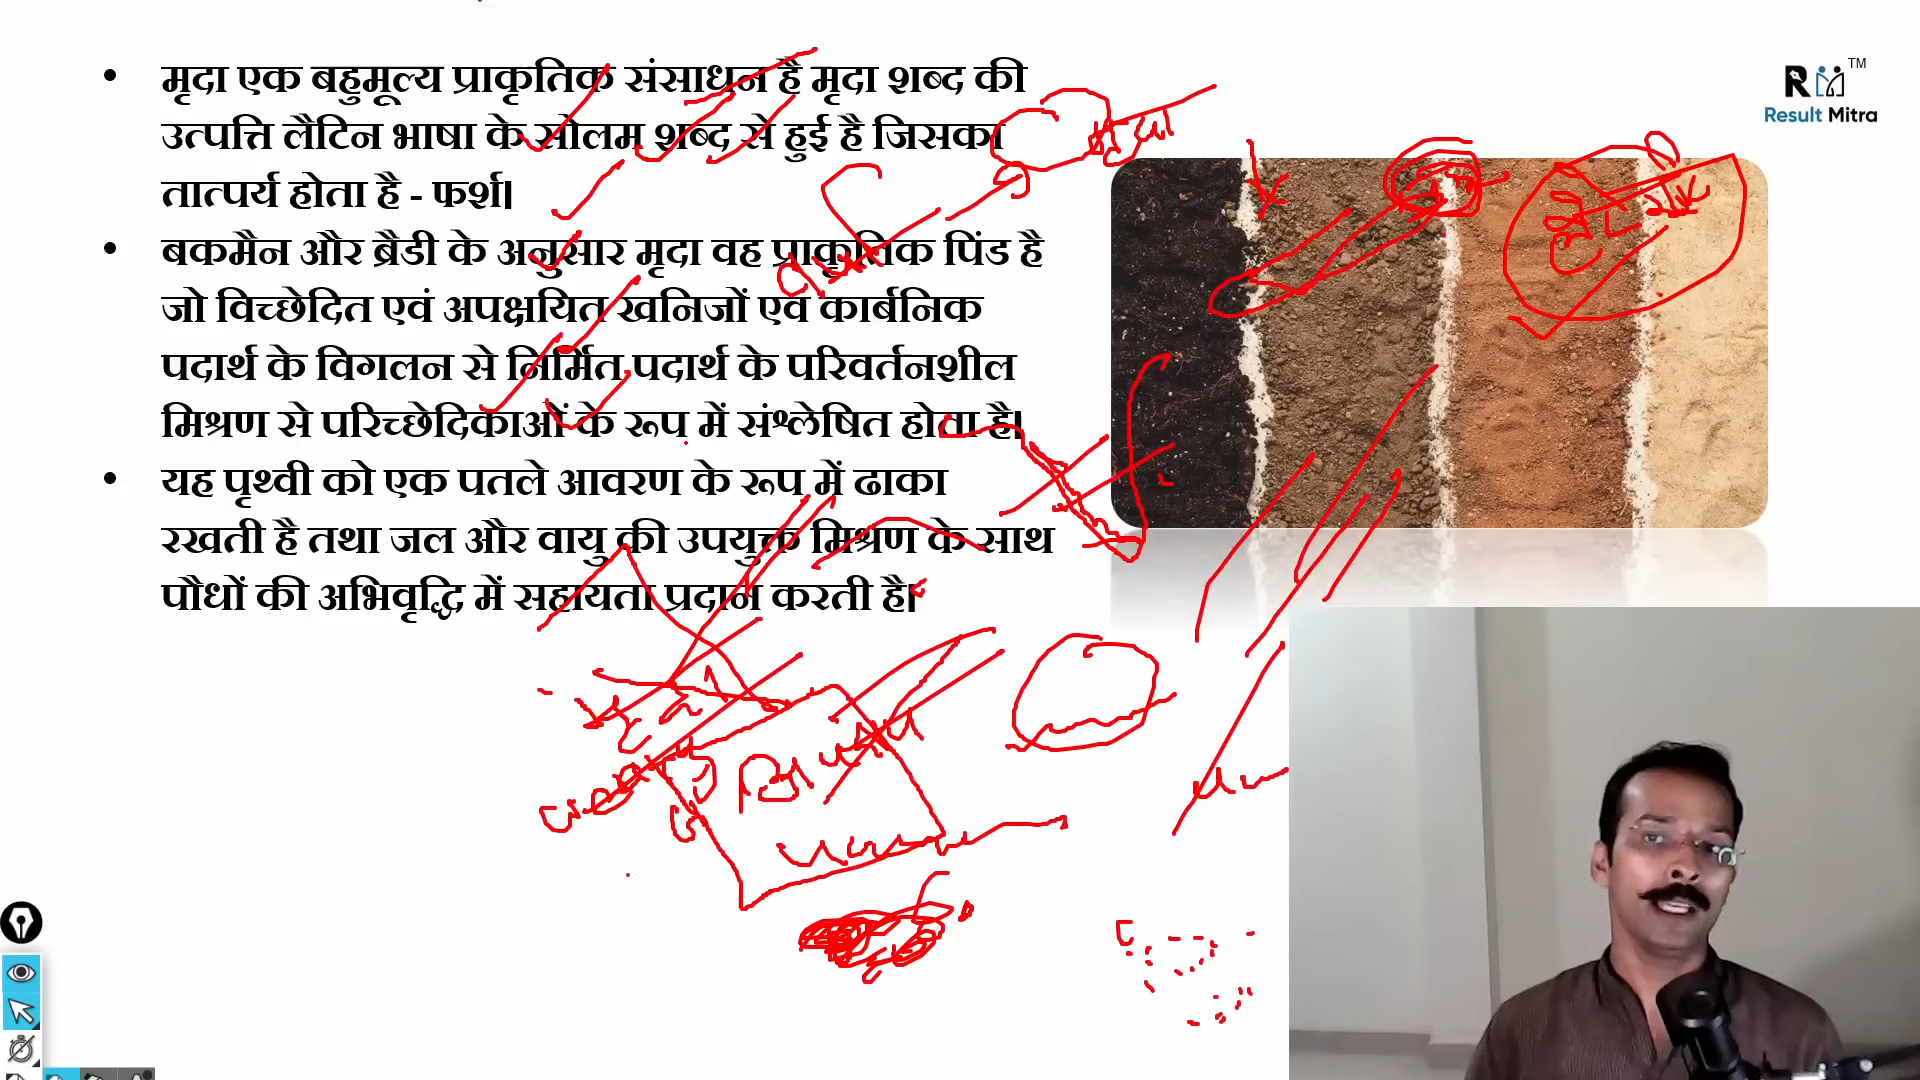 मृदा एक बहुमूल्य प्राकृतिक संसाधन है मृदा शब्द की
उत्पत्ति लैटिन भाषा के सोलम शब्द से हुई है जिसका
तात्पर्य होता है - फर्श।
बकमैन और ब्रैडी के अनुसार मृदा वह प्राकृतिक पिंड है
जो विच्छेदित एवं अपक्षयित खनिजों एवं कार्बनिक
पदार्थ के विगलन से निर्मित पदार्थ के परिवर्तनशील
मिश्रण से परिच्छेदिकाओं के रूप में संश्लेषित होता है।
यह पृथ्वी को एक पतले आवरण के रूप में ढाका
रखती है तथा जल और वायु की उपयुक्त मिश्रण के साथ
पौधों की अभिवृद्धि में सहायता प्रदान करती है।
RM TM
Result Mitra